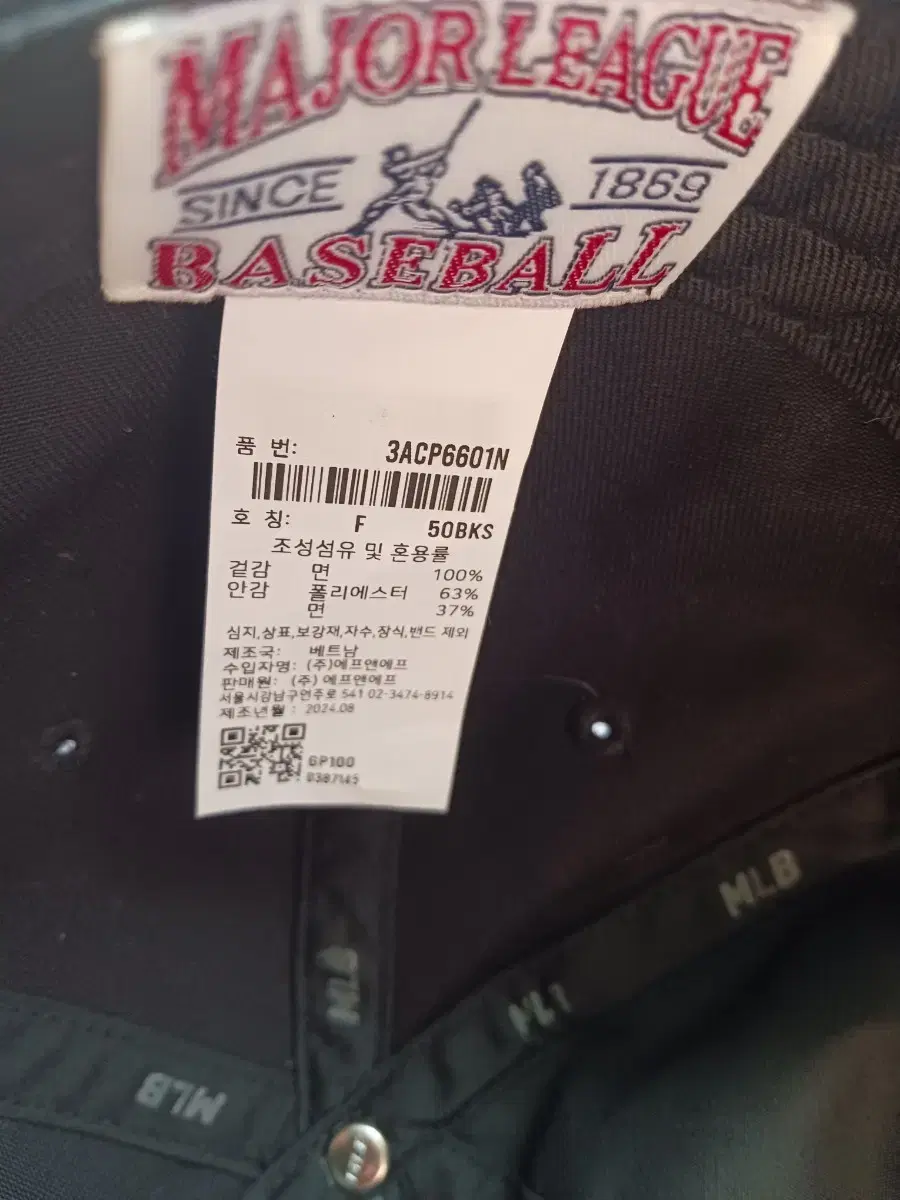 MAJOR LEAGUE
SINCE 1869
BASEBALL
품 번: 3ACP6601N
호 칭: F 50BKS
조성섬유 및 혼용률
겉감 면 100%
안감 폴리에스터 63%
면 37%
심지,상표,보강재,자수,장식,밴드 제외
제조국: 베트남
수입자명: (주)에프앤에프
판매원: (주) 에프앤에프
서울시강남구언주로 541 02-3474-8914
제조년월 : 2024.08
GP100
0387145
MLB
MLB
MLB